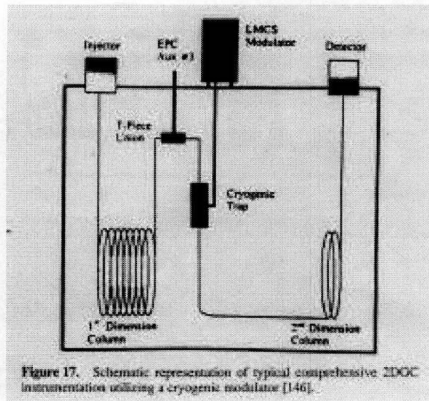 LMCS
Modulator
Injector
EPC
Aux #3
Detector
T-Piece
Union
Cryogenic
Trap
1st Dimension
Column
2nd Dimension
Column
Figure 17. Schematic representation of typical comprehensive 2DGC
instrumentation utilizing a cryogenic modulator [146].